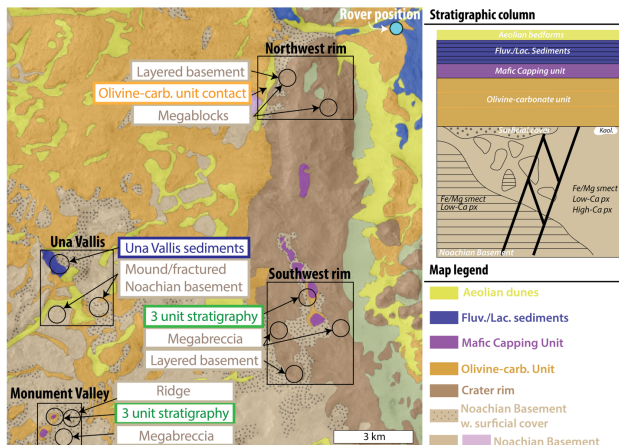 Rover position
Northwest rim
Layered basement
Olivine-carb. unit contact
Megablocks
Una Vallis
Una Vallis sediments
Mound/fractured
Noachian basement
Southwest rim
3 unit stratigraphy
Megabreccia
Layered basement
Monument Valley
Ridge
3 unit stratigraphy
Megabreccia
3 km
Stratigraphic column
Aeolian bedforms
Fluv./Lac. Sediments
Mafic Capping unit
Olivine-carbonate unit
surficial cover
Kaol.
Fe/Mg smect
Low-Ca px
Fe/Mg smect
Low-Ca px
High-Ca px
Noachian Basement
Map legend
Aeolian dunes
Fluv./Lac. sediments
Mafic Capping Unit
Olivine-carb. Unit
Crater rim
Noachian Basement
w. surficial cover
Noachian Basement